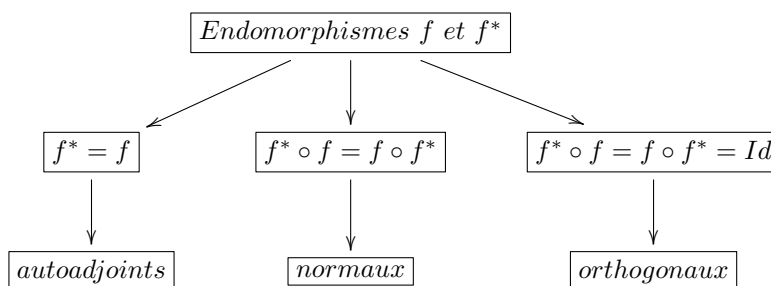 Endomorphismes f et f*
f* = f
f* ∘ f = f ∘ f*
f* ∘ f = f ∘ f* = Id
autoadjoints
normaux
orthogonaux